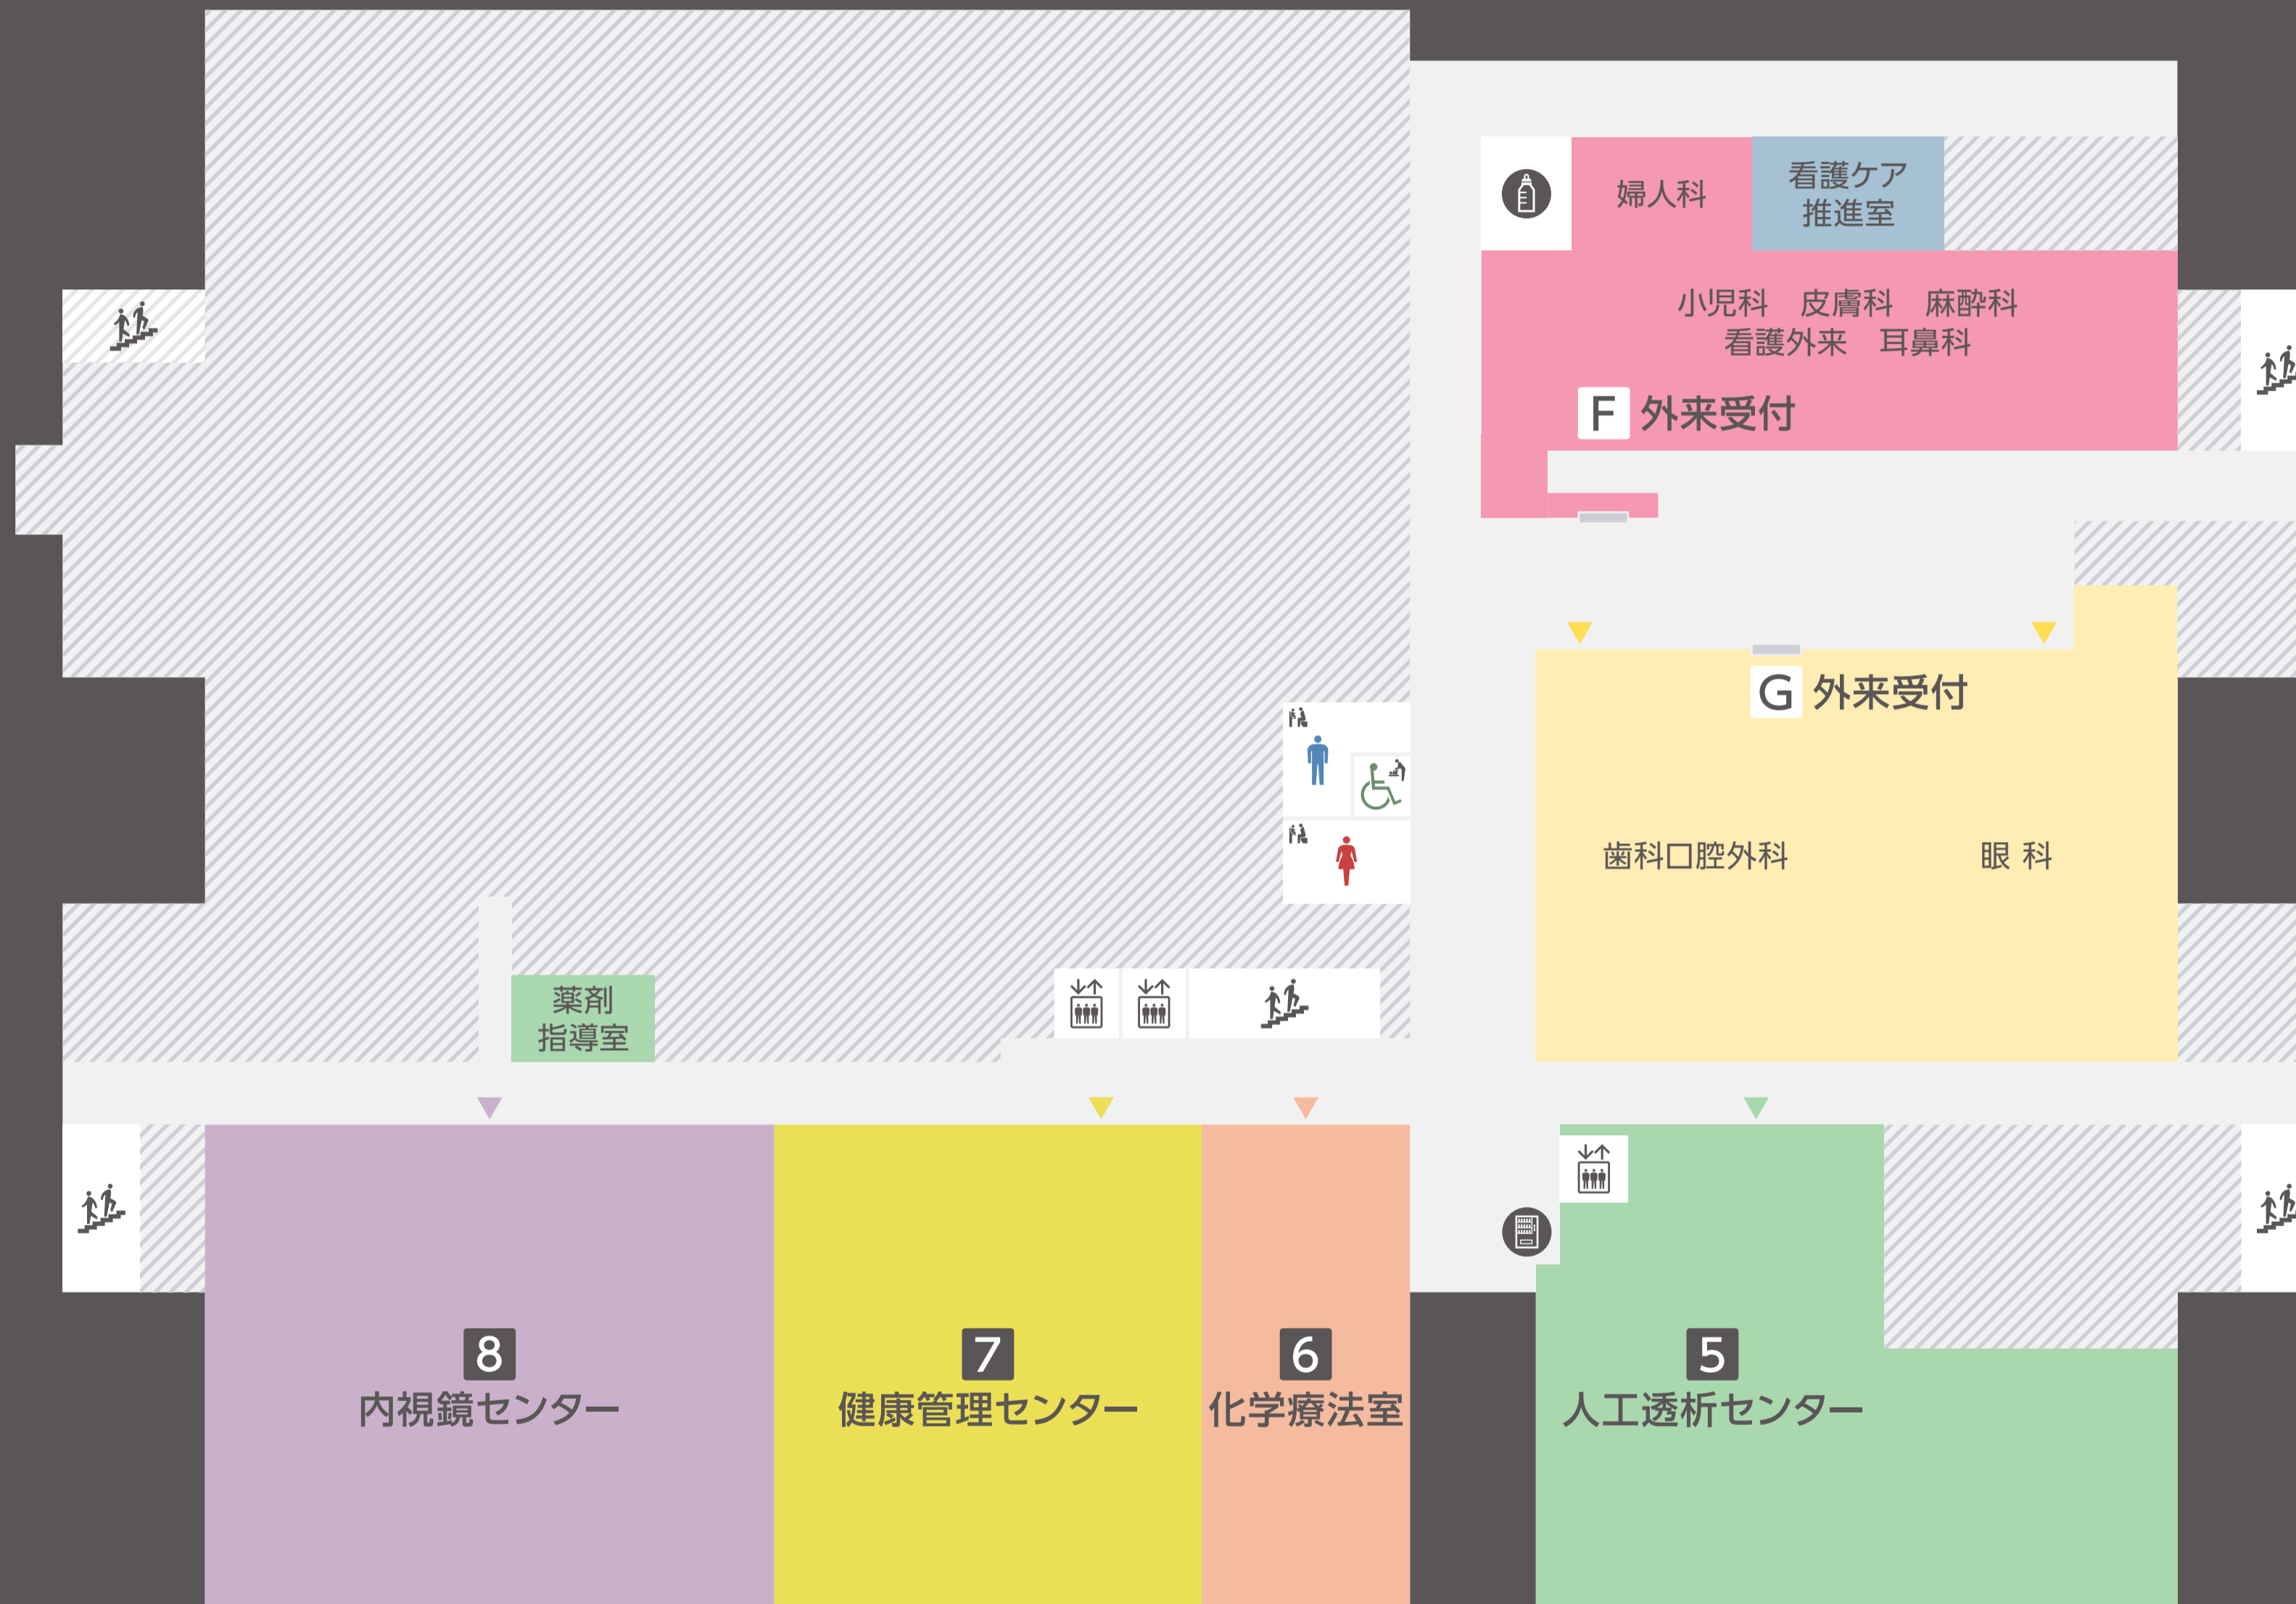 婦人科
看護ケア
推進室
小児科 皮膚科 麻酔科
看護外来 耳鼻科
F 外来受付
G 外来受付
歯科口腔外科 眼 科
薬剤
指導室
8
内視鏡センター
7
健康管理センター
6
化学療法室
5
人工透析センター